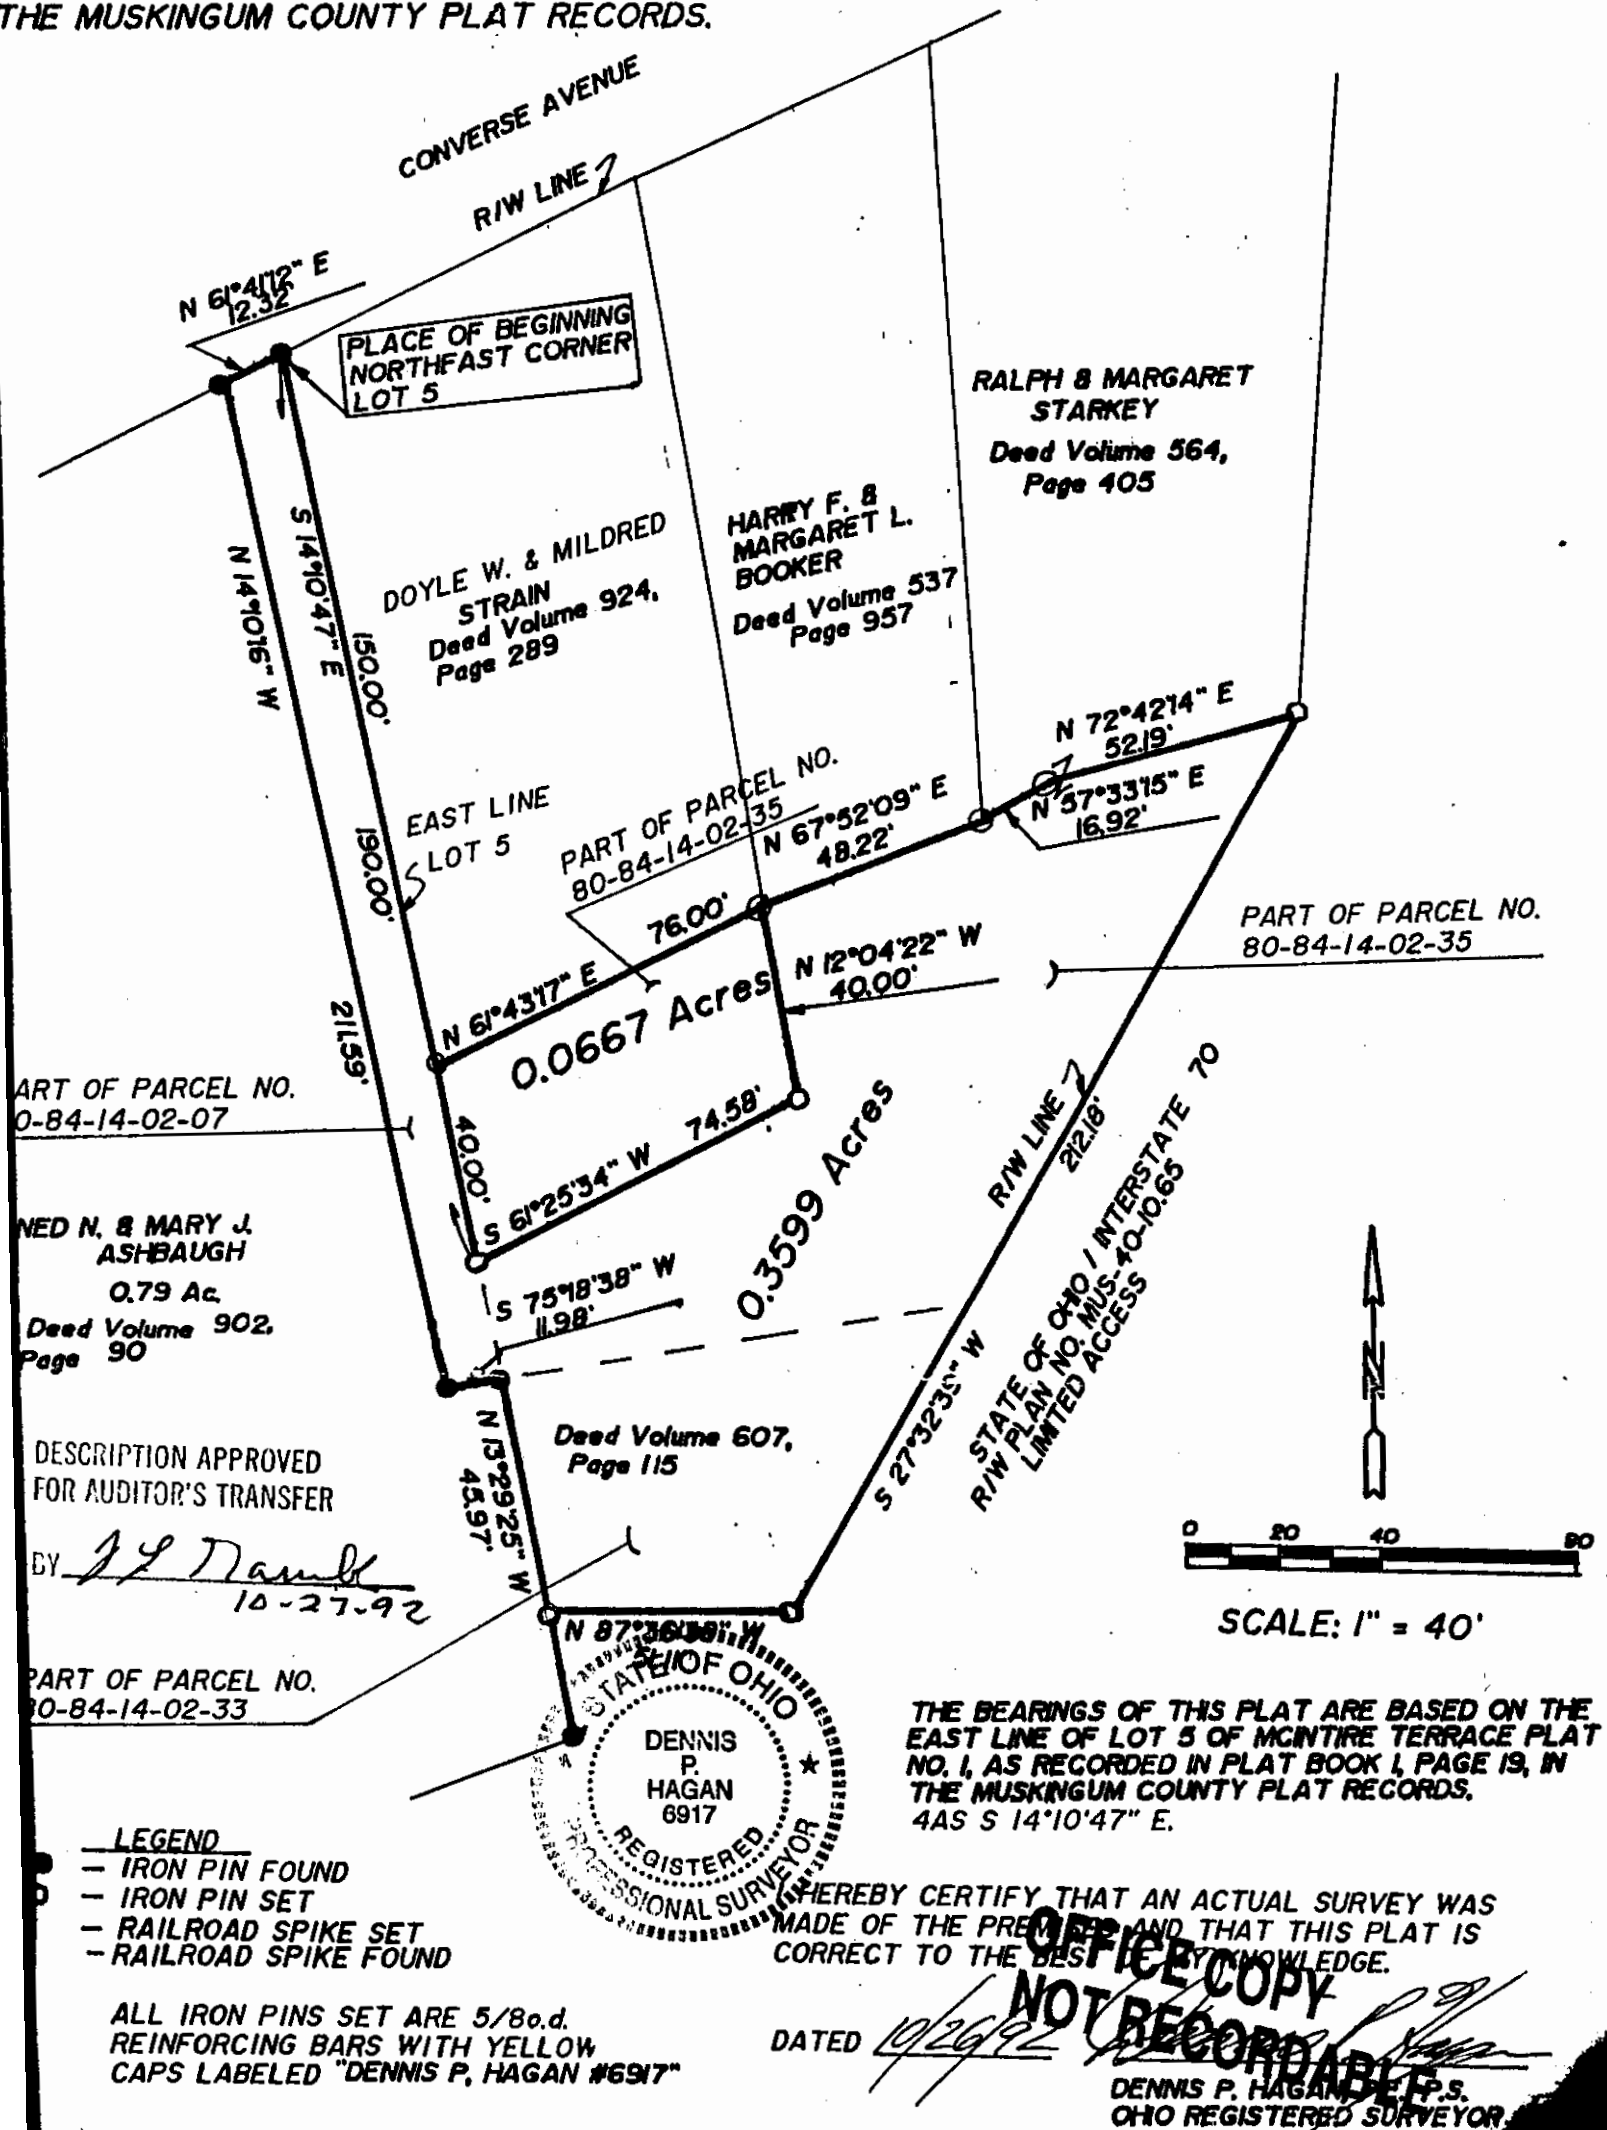 THE MUSKINGUM COUNTY PLAT RECORDS.
CONVERSE AVENUE
R/W LINE
N 61°41'12" E
12.32'
PLACE OF BEGINNING
NORTHFAST CORNER
LOT 5
RALPH & MARGARET
STARKEY
Deed Volume 564,
Page 405
HARRY F. &
MARGARET L.
BOOKER
Deed Volume 537
Page 957
DOYLE W. & MILDRED
STRAIN
Deed Volume 924,
Page 289
S 14°10'47" E
150.00'
N 14°10'16" W
190.00'
211.59'
EAST LINE
LOT 5
PART OF PARCEL NO.
80-84-14-02-35
N 72°42'14" E
52.19'
N 67°52'09" E
48.22'
N 57°33'15" E
16.92'
76.00'
N 61°43'17" E
N 12°04'22" W
40.00'
PART OF PARCEL NO.
80-84-14-02-35
0.0667 Acres
ART OF PARCEL NO.
0-84-14-02-07
40.00'
74.58'
S 61°25'34" W
0.3599 Acres
R/W LINE
212.18'
STATE OF OHIO / INTERSTATE 70
R/W PLAN NO. MUS-40-10.65
LIMITED ACCESS
NED N. & MARY J.
ASHBAUGH
0.79 Ac.
Deed Volume 902,
Page 90
S 75°18'38" W
11.98'
S 27°32'35" W
N 13°29'25" W
45.97'
Deed Volume 607,
Page 115
DESCRIPTION APPROVED
FOR AUDITOR'S TRANSFER
BY
10-27-92
0 20 40 80
SCALE: 1" = 40'
N 87°36'38" W
51.10'
PART OF PARCEL NO.
80-84-14-02-33
STATE OF OHIO
DENNIS
P.
HAGAN
6917
REGISTERED
PROFESSIONAL SURVEYOR
THE BEARINGS OF THIS PLAT ARE BASED ON THE
EAST LINE OF LOT 5 OF MCINTIRE TERRACE PLAT
NO. 1, AS RECORDED IN PLAT BOOK 1, PAGE 19, IN
THE MUSKINGUM COUNTY PLAT RECORDS.
4AS S 14°10'47" E.
LEGEND
— IRON PIN FOUND
— IRON PIN SET
— RAILROAD SPIKE SET
— RAILROAD SPIKE FOUND
HEREBY CERTIFY THAT AN ACTUAL SURVEY WAS
MADE OF THE PREMISES AND THAT THIS PLAT IS
CORRECT TO THE BEST OF MY KNOWLEDGE.
OFFICE COPY
NOT RECORDABLE
ALL IRON PINS SET ARE 5/8o.d.
REINFORCING BARS WITH YELLOW
CAPS LABELED "DENNIS P. HAGAN #6917"
DATED 10/26/92
DENNIS P. HAGAN, P.E., P.S.
OHIO REGISTERED SURVEYOR